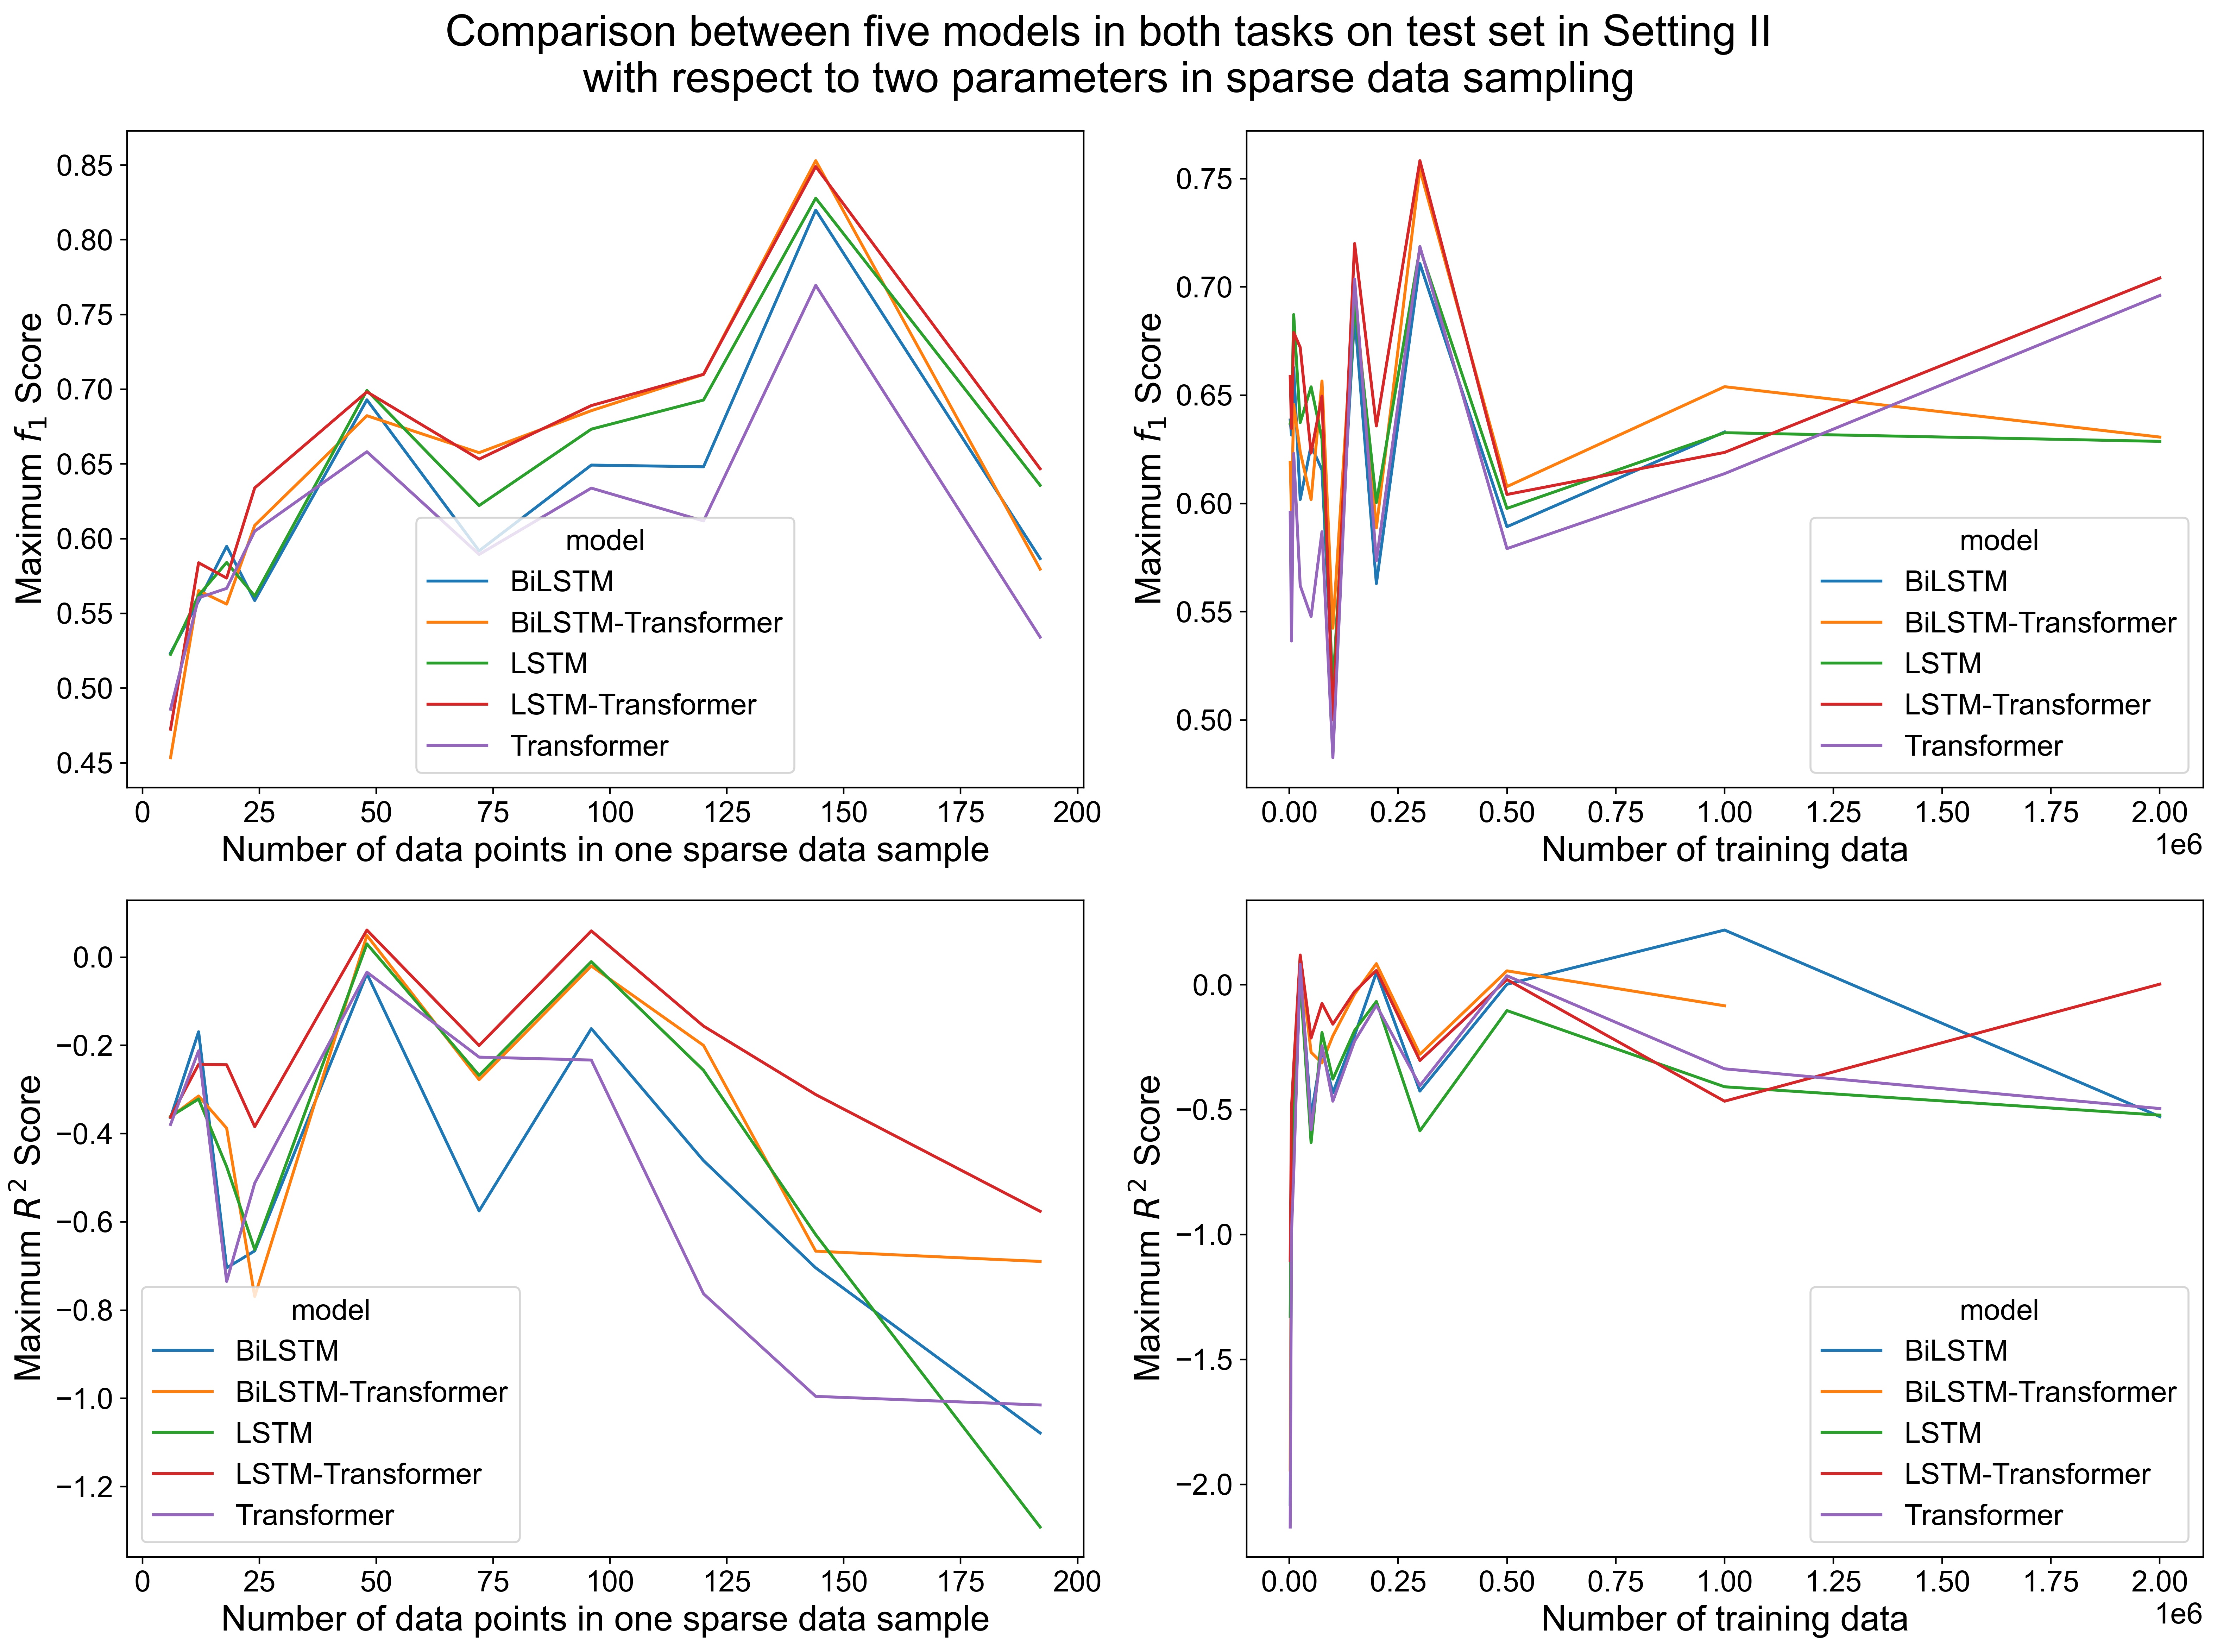 Comparison between five models in both tasks on test set in Setting II
with respect to two parameters in sparse data sampling
Maximum f₁ Score
0.85
0.80
0.75
0.70
0.65
0.60
0.55
0.50
0.45
model
BiLSTM
BiLSTM-Transformer
LSTM
LSTM-Transformer
Transformer
0 25 50 75 100 125 150 175 200
Number of data points in one sparse data sample
Maximum f₁ Score
0.75
0.70
0.65
0.60
0.55
0.50
model
BiLSTM
BiLSTM-Transformer
LSTM
LSTM-Transformer
Transformer
0.00 0.25 0.50 0.75 1.00 1.25 1.50 1.75 2.00
1e6
Number of training data
Maximum R² Score
0.0
−0.2
−0.4
−0.6
−0.8
−1.0
−1.2
model
BiLSTM
BiLSTM-Transformer
LSTM
LSTM-Transformer
Transformer
0 25 50 75 100 125 150 175 200
Number of data points in one sparse data sample
Maximum R² Score
0.0
−0.5
−1.0
−1.5
−2.0
model
BiLSTM
BiLSTM-Transformer
LSTM
LSTM-Transformer
Transformer
0.00 0.25 0.50 0.75 1.00 1.25 1.50 1.75 2.00
1e6
Number of training data